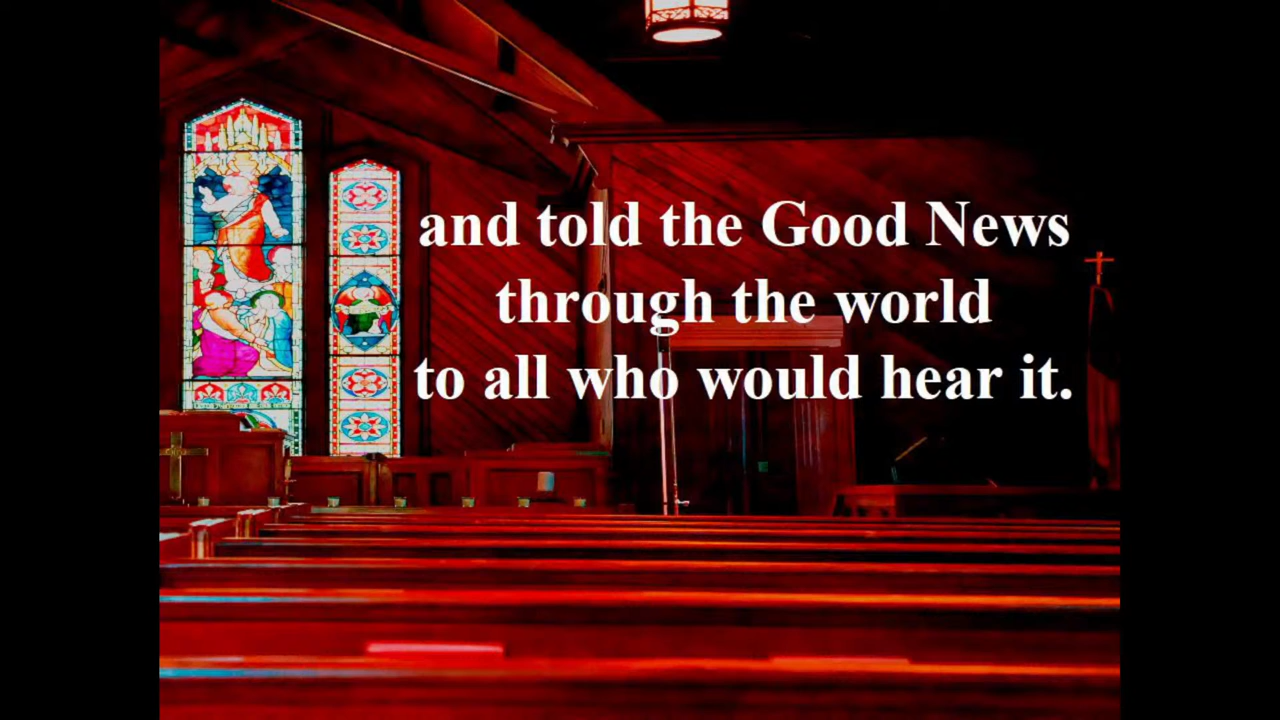 and told the Good News
through the world
to all who would hear it.